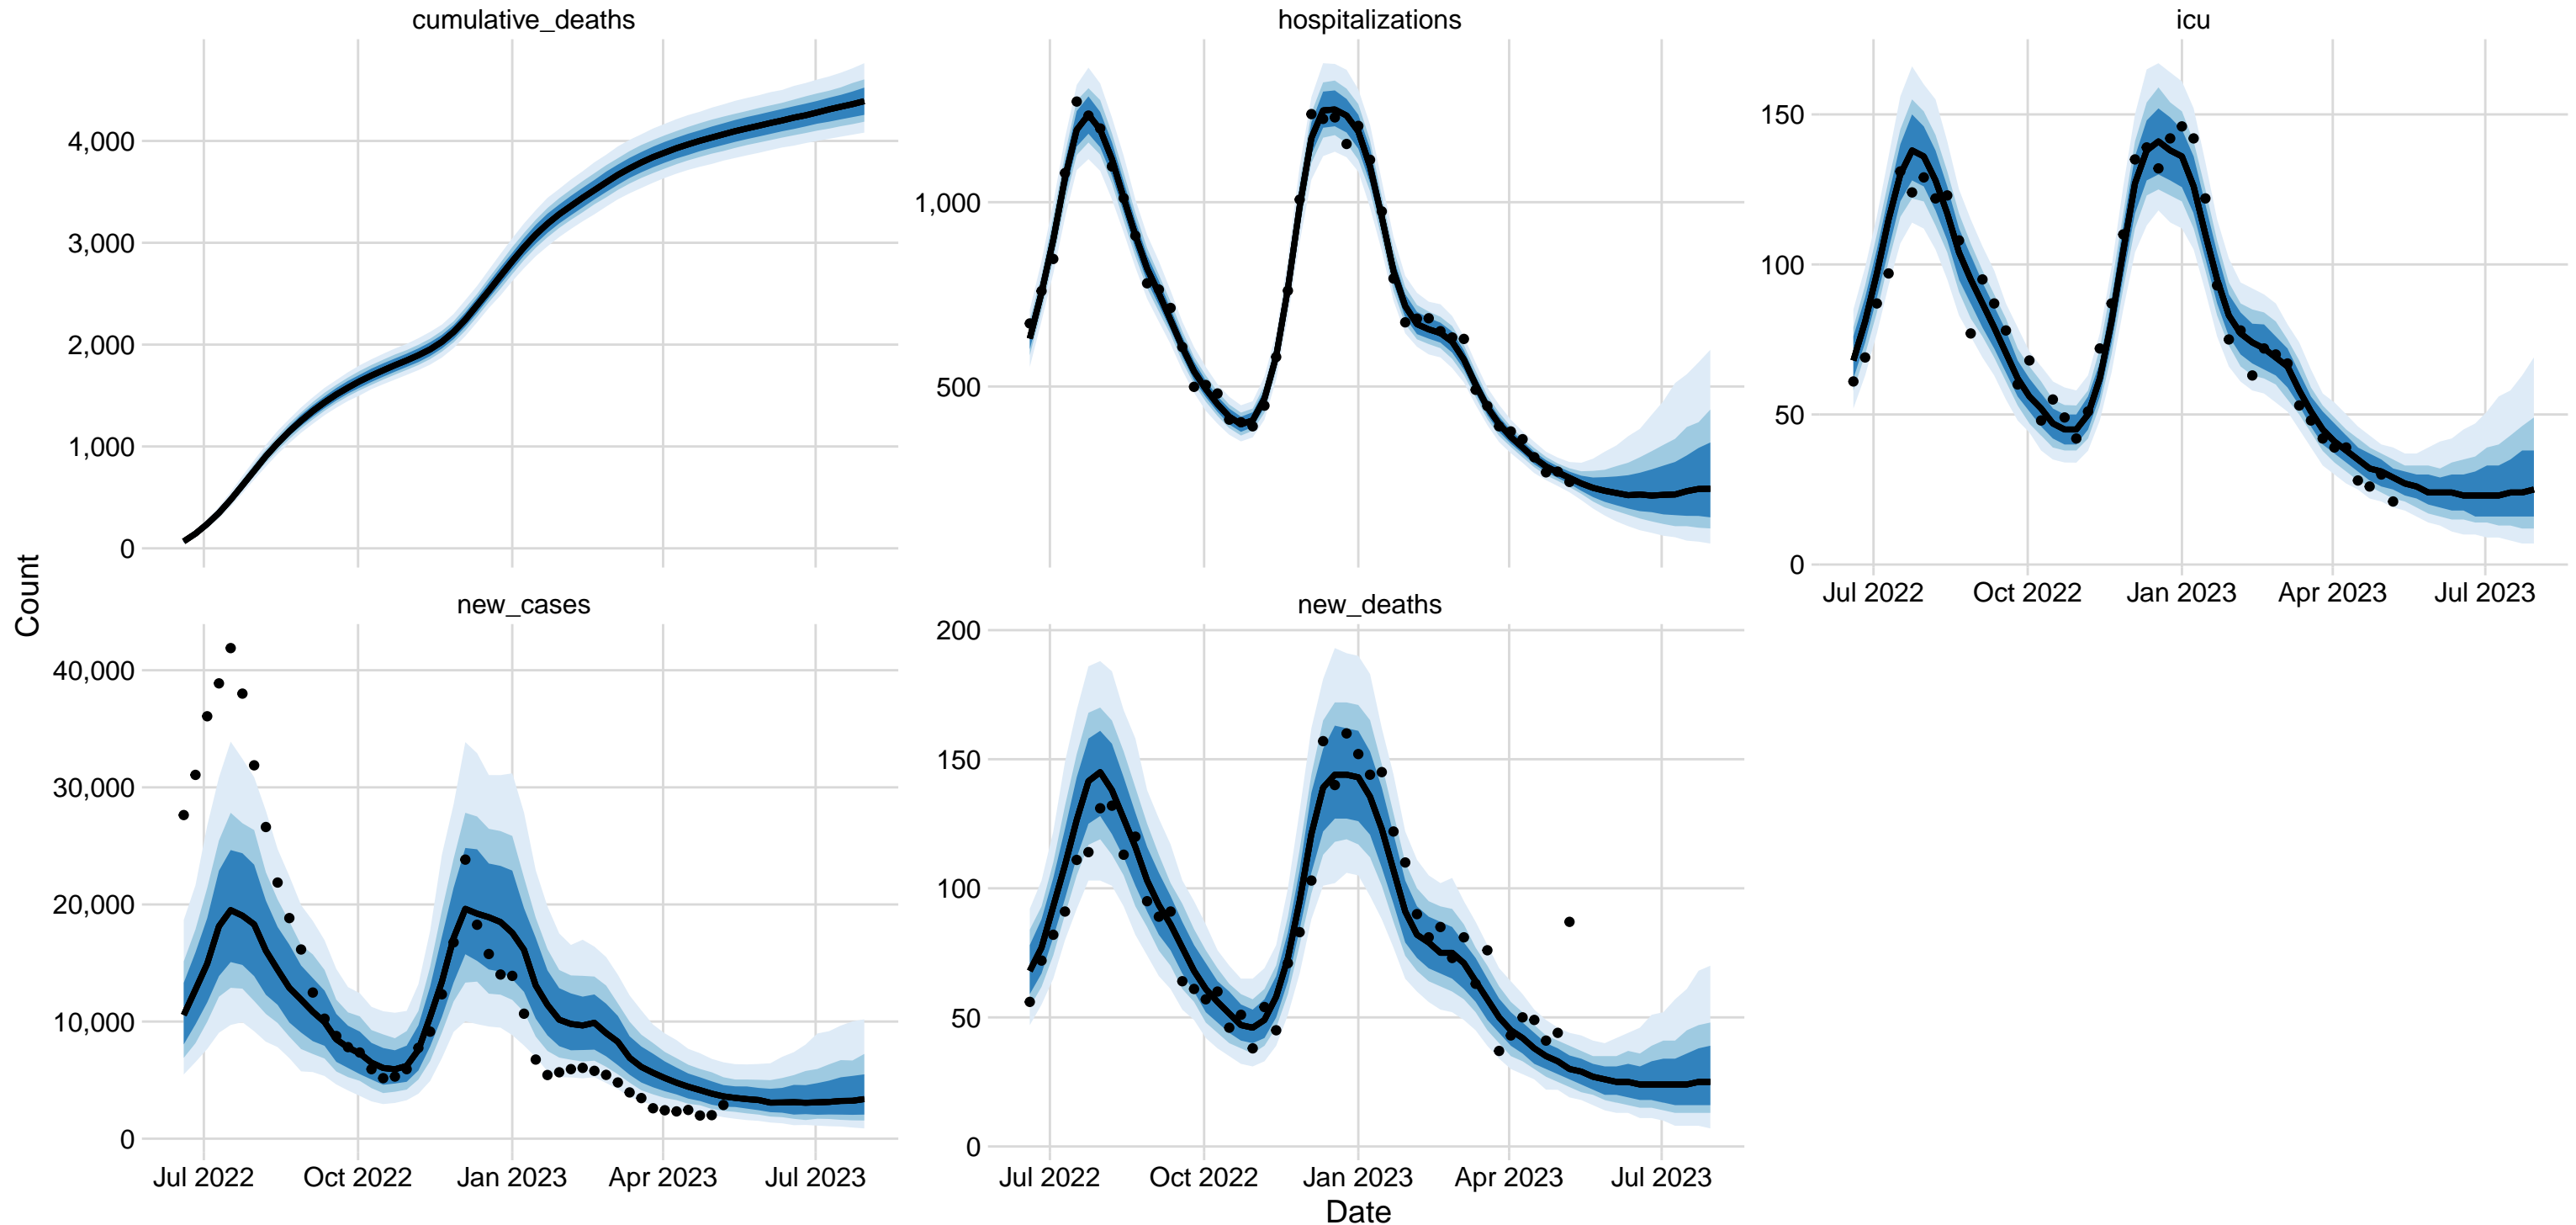 cumulative_deaths
hospitalizations
icu
4,000
3,000
2,000
1,000
0
1,000
500
150
100
50
0
Jul 2022 Oct 2022 Jan 2023 Apr 2023 Jul 2023
Count
new_cases
new_deaths
40,000
30,000
20,000
10,000
0
200
150
100
50
0
Jul 2022 Oct 2022 Jan 2023 Apr 2023 Jul 2023
Jul 2022 Oct 2022 Jan 2023 Apr 2023 Jul 2023
Date